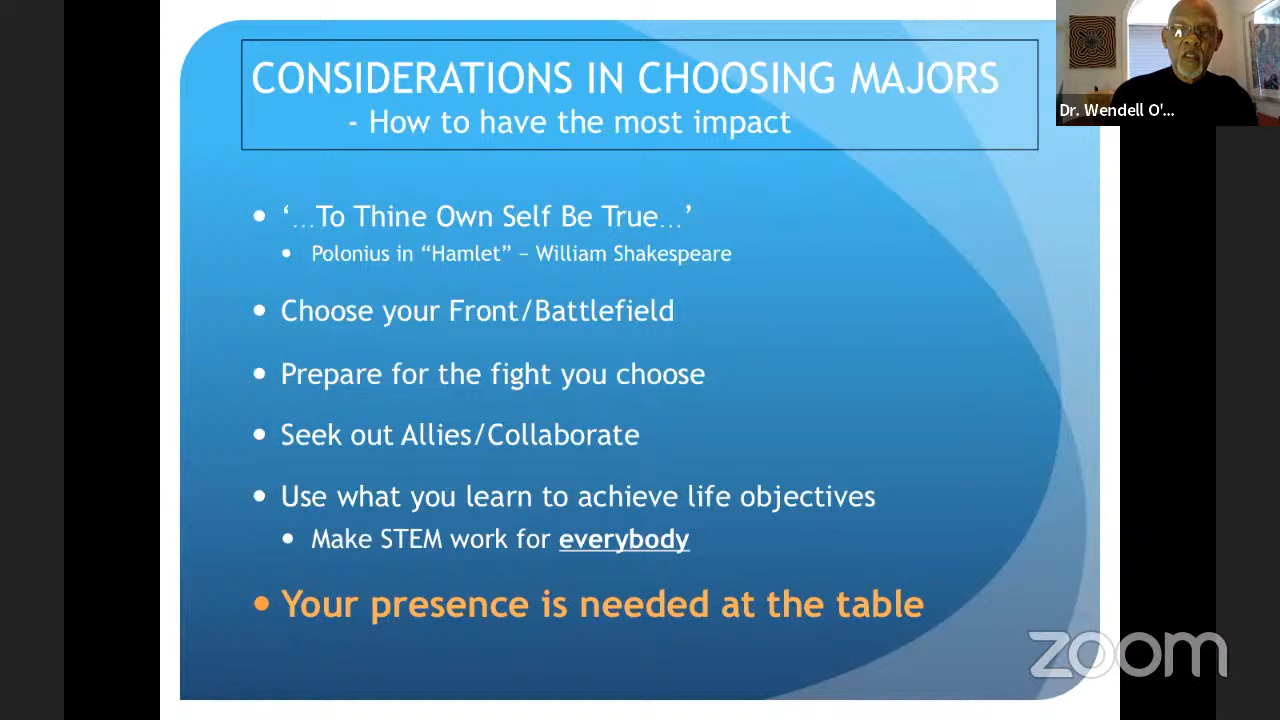 CONSIDERATIONS IN CHOOSING MAJORS
- How to have the most impact
Dr. Wendell O'...
• ‘...To Thine Own Self Be True...’
• Polonius in “Hamlet” – William Shakespeare
• Choose your Front/Battlefield
• Prepare for the fight you choose
• Seek out Allies/Collaborate
• Use what you learn to achieve life objectives
• Make STEM work for everybody
• Your presence is needed at the table
zoom